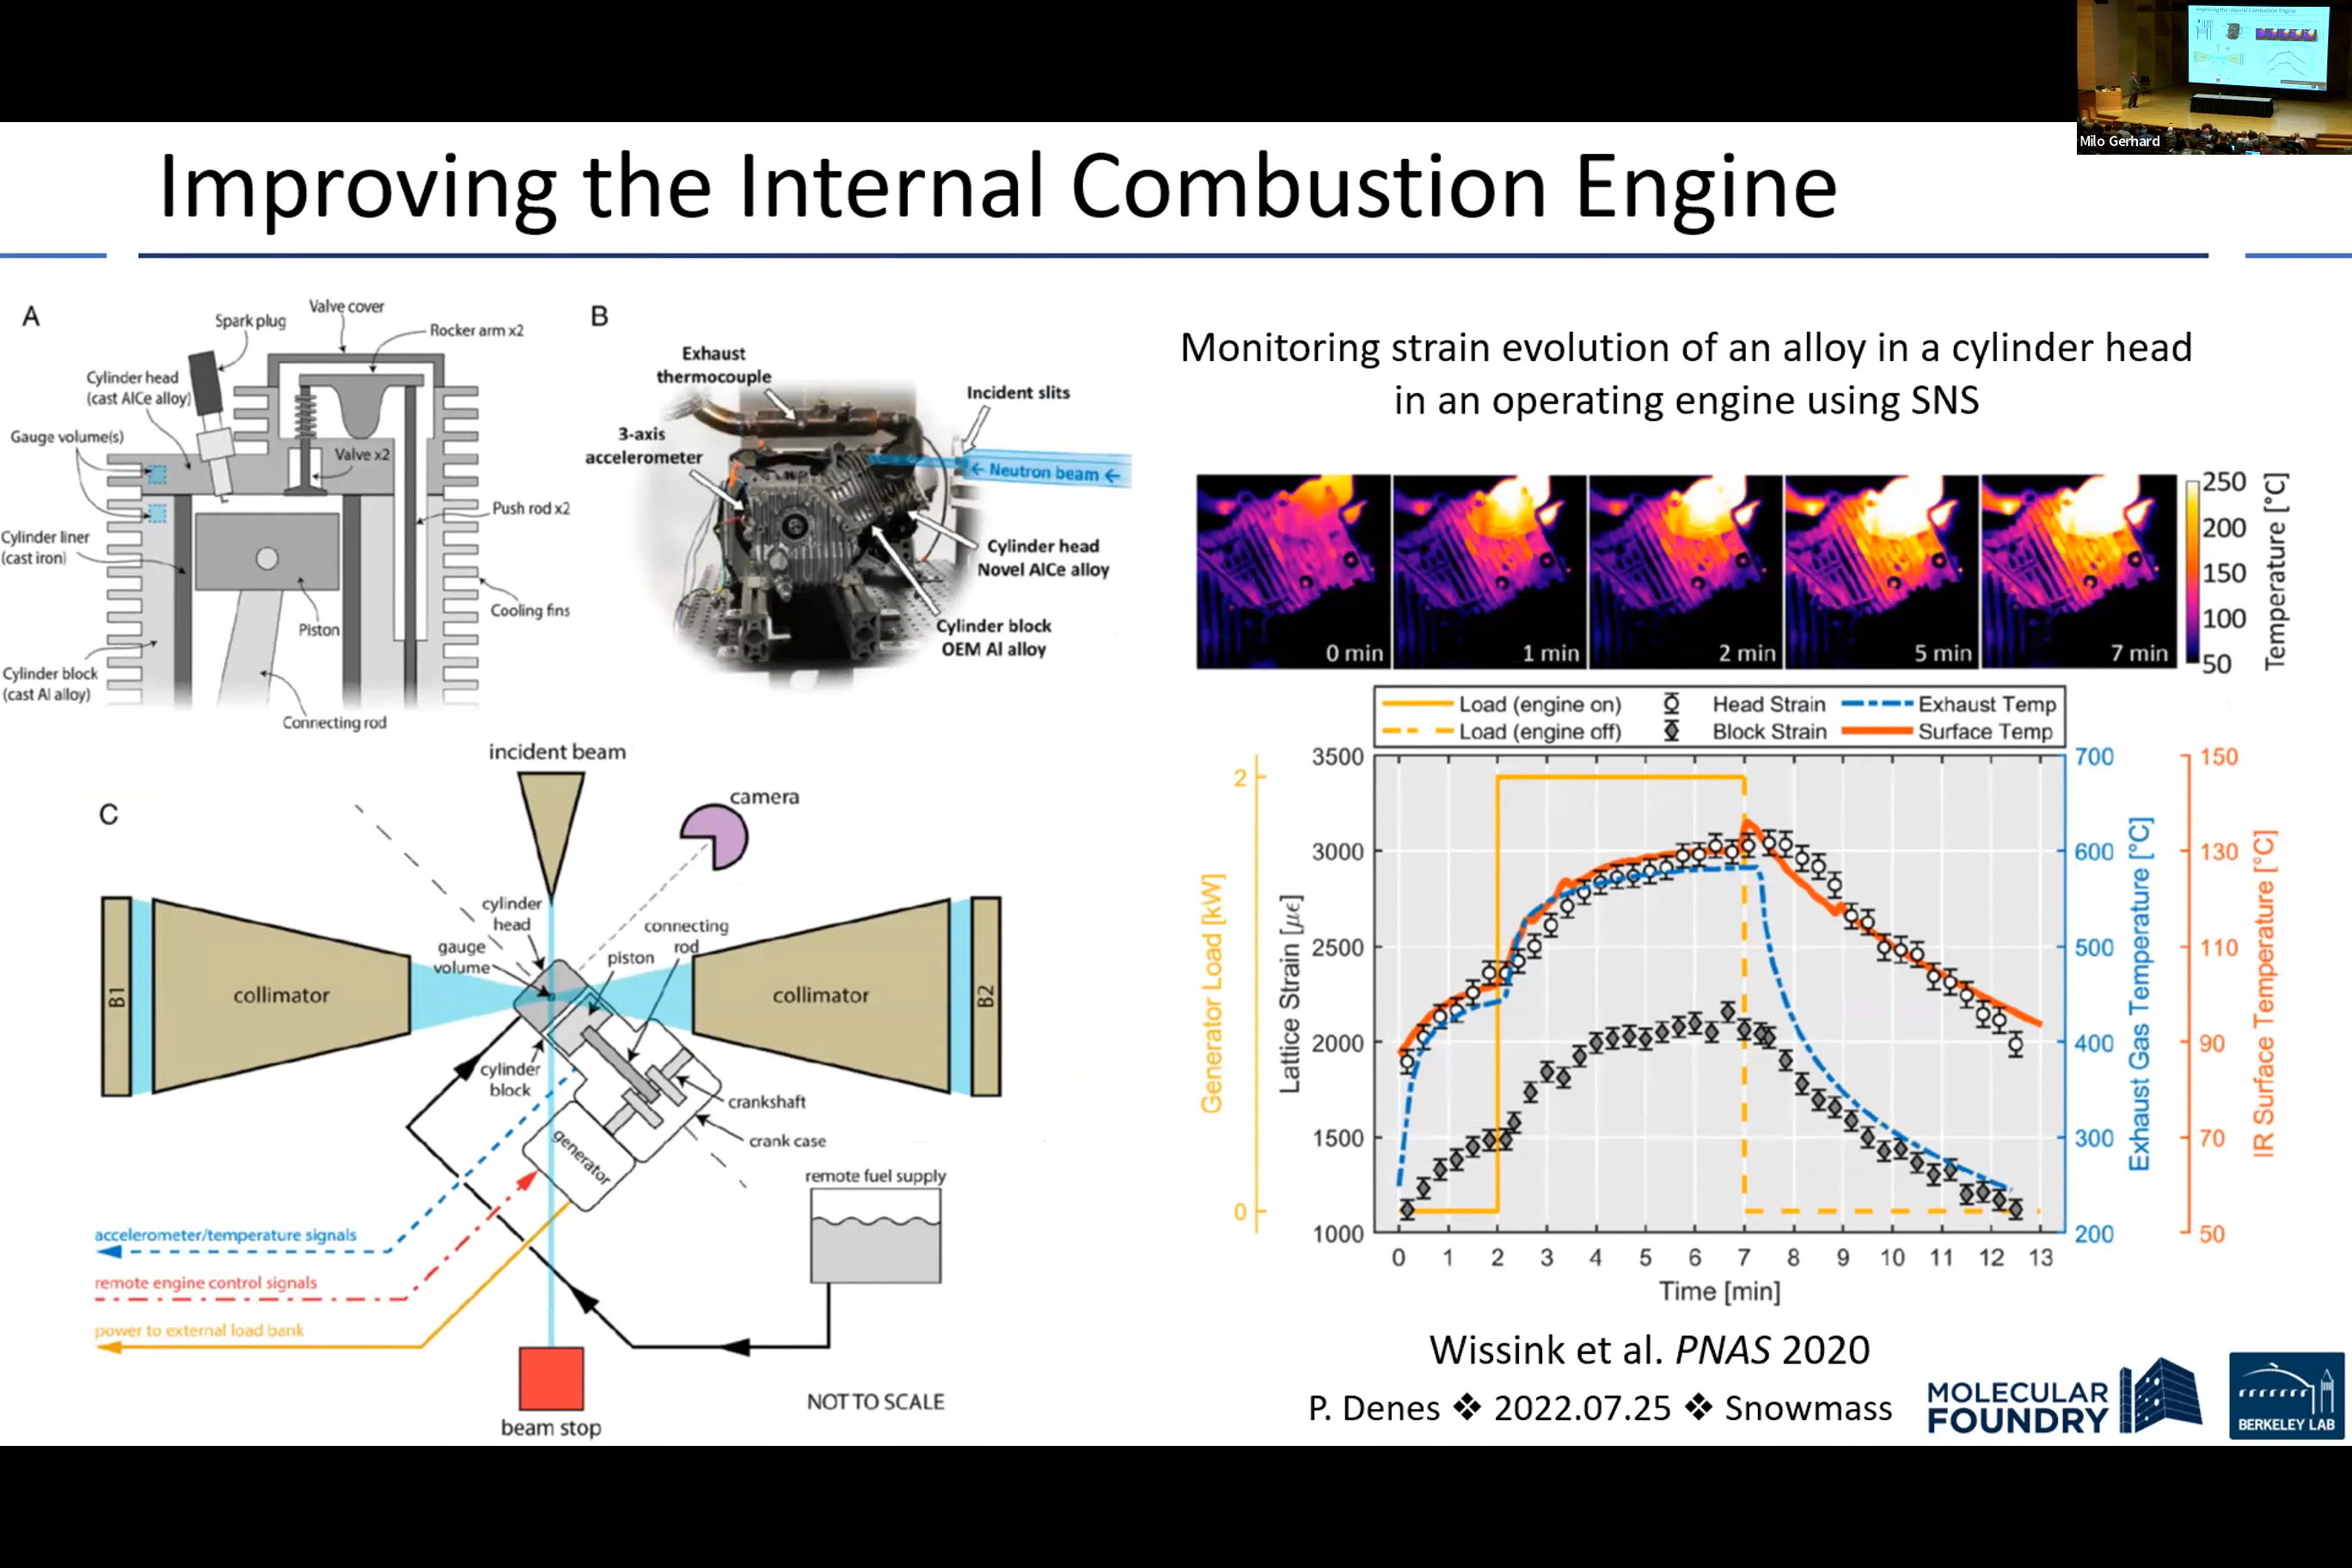 Milo Gerhard
Improving the Internal Combustion Engine
A
Spark plug
Valve cover
Rocker arm x2
Cylinder head
(cast AlCe alloy)
Gauge volume(s)
Valve x2
Push rod x2
Cylinder liner
(cast iron)
Cooling fins
Piston
Cylinder block
(cast Al alloy)
Connecting rod
B
Exhaust
thermocouple
Incident slits
3-axis
accelerometer
← Neutron beam ←
Cylinder head
Novel AlCe alloy
Cylinder block
OEM Al alloy
C
incident beam
camera
cylinder
head
gauge
volume
connecting
rod
piston
B1
collimator
collimator
B2
cylinder
block
crankshaft
crank case
generator
remote fuel supply
accelerometer/temperature signals
remote engine control signals
power to external load bank
beam stop
NOT TO SCALE
Monitoring strain evolution of an alloy in a cylinder head
in an operating engine using SNS
0 min
1 min
2 min
5 min
7 min
250
200
150
100
50
Temperature [°C]
Load (engine on)
Head Strain
Exhaust Temp
Load (engine off)
Block Strain
Surface Temp
2
0
Generator Load [kW]
3500
3000
2500
2000
1500
1000
Lattice Strain [µϵ]
700
600
500
400
300
200
Exhaust Gas Temperature [°C]
150
130
110
90
70
50
IR Surface Temperature [°C]
0 1 2 3 4 5 6 7 8 9 10 11 12 13
Time [min]
Wissink et al. PNAS 2020
P. Denes ❖ 2022.07.25 ❖ Snowmass
MOLECULAR
FOUNDRY
BERKELEY LAB